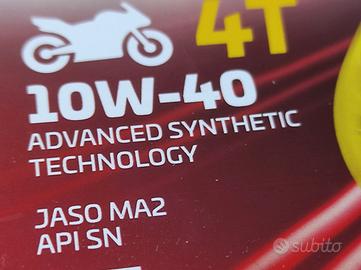 4T
10W-40
ADVANCED SYNTHETIC
TECHNOLOGY
JASO MA2
API SN
subito